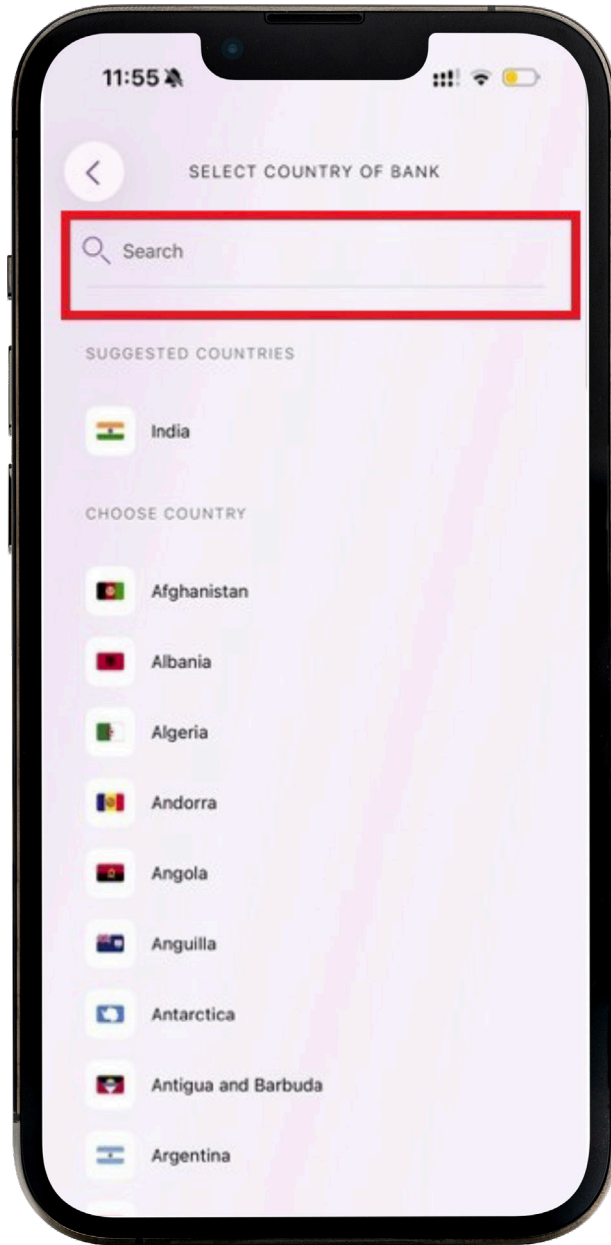 11:55
SELECT COUNTRY OF BANK
Search
SUGGESTED COUNTRIES
India
CHOOSE COUNTRY
Afghanistan
Albania
Algeria
Andorra
Angola
Anguilla
Antarctica
Antigua and Barbuda
Argentina